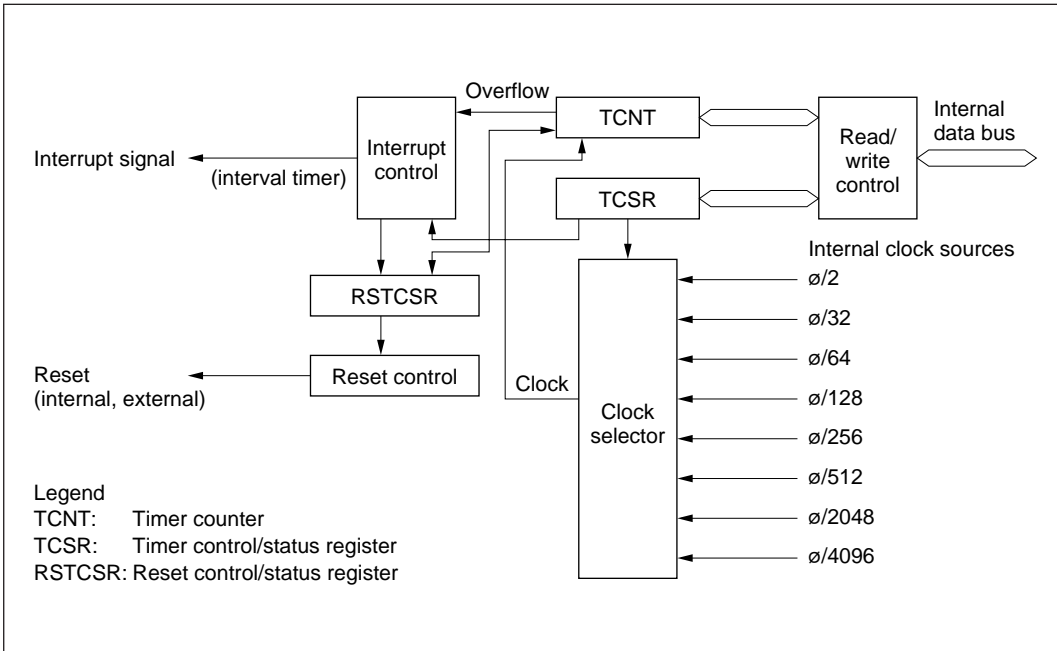 Overflow
TCNT
Internal
data bus
Read/
write
control
Interrupt
control
Interrupt signal
(interval timer)
TCSR
Internal clock sources
RSTCSR
ø/2
ø/32
ø/64
ø/128
ø/256
ø/512
ø/2048
ø/4096
Reset control
Reset
(internal, external)
Clock
Clock
selector
Legend
TCNT: Timer counter
TCSR: Timer control/status register
RSTCSR: Reset control/status register